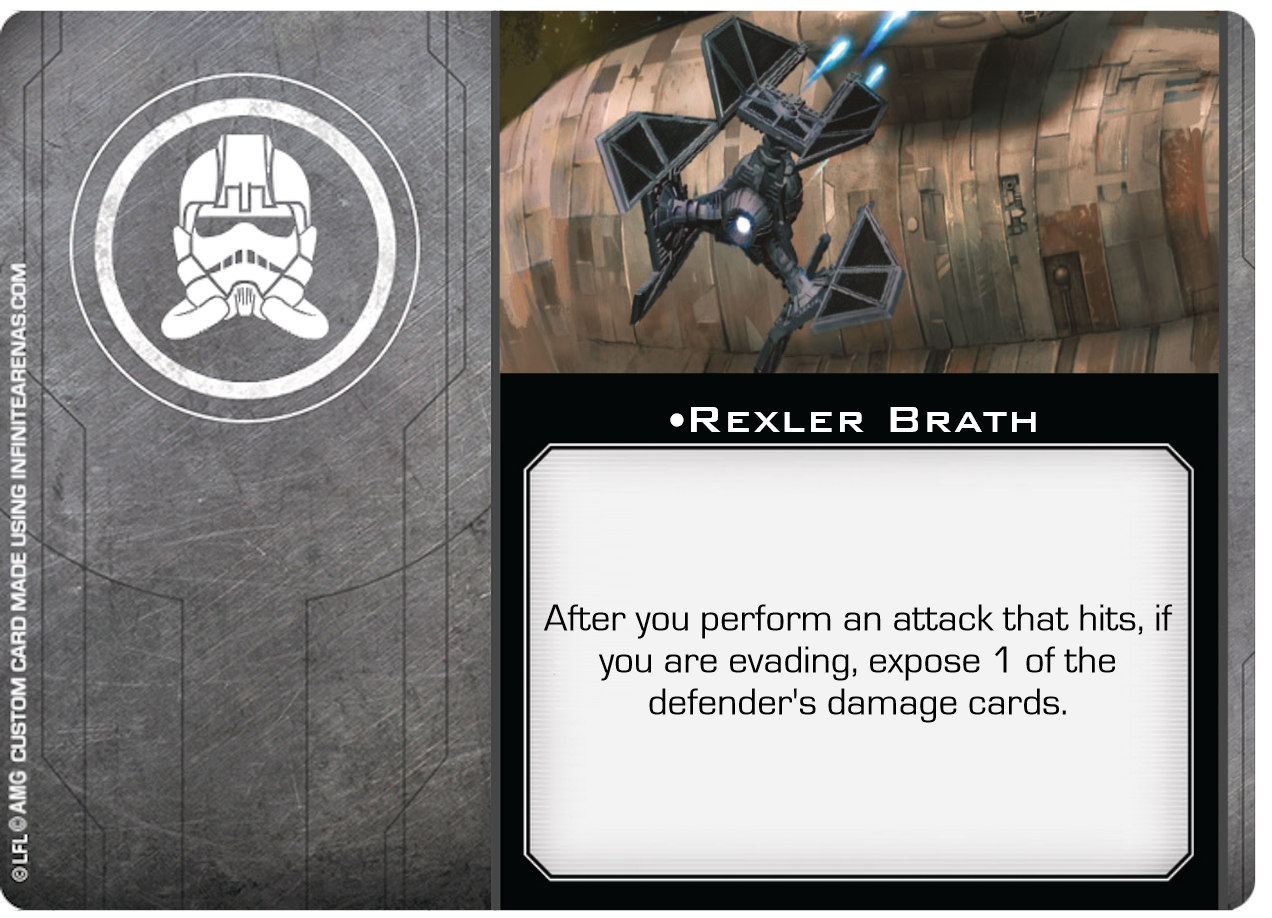 ©LFL©AMG CUSTOM CARD MADE USING INFINITEARENAS.COM
•Rexler Brath
After you perform an attack that hits, if
you are evading, expose 1 of the
defender's damage cards.